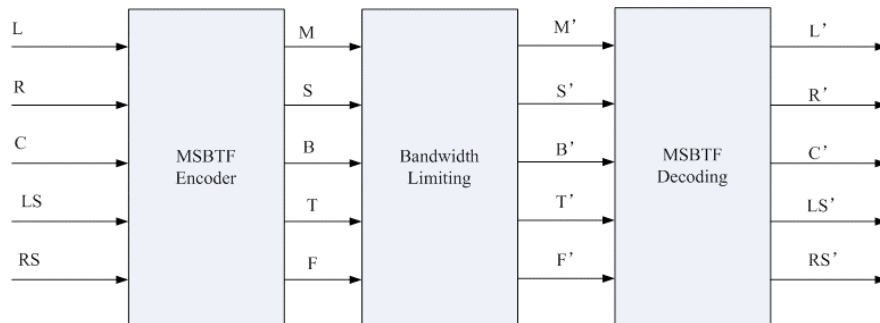 L M M’ L’
R S S’ R’
C B B’ C’
MSBTF Encoder
Bandwidth Limiting
MSBTF Decoding
LS T T’ LS’
RS F F’ RS’